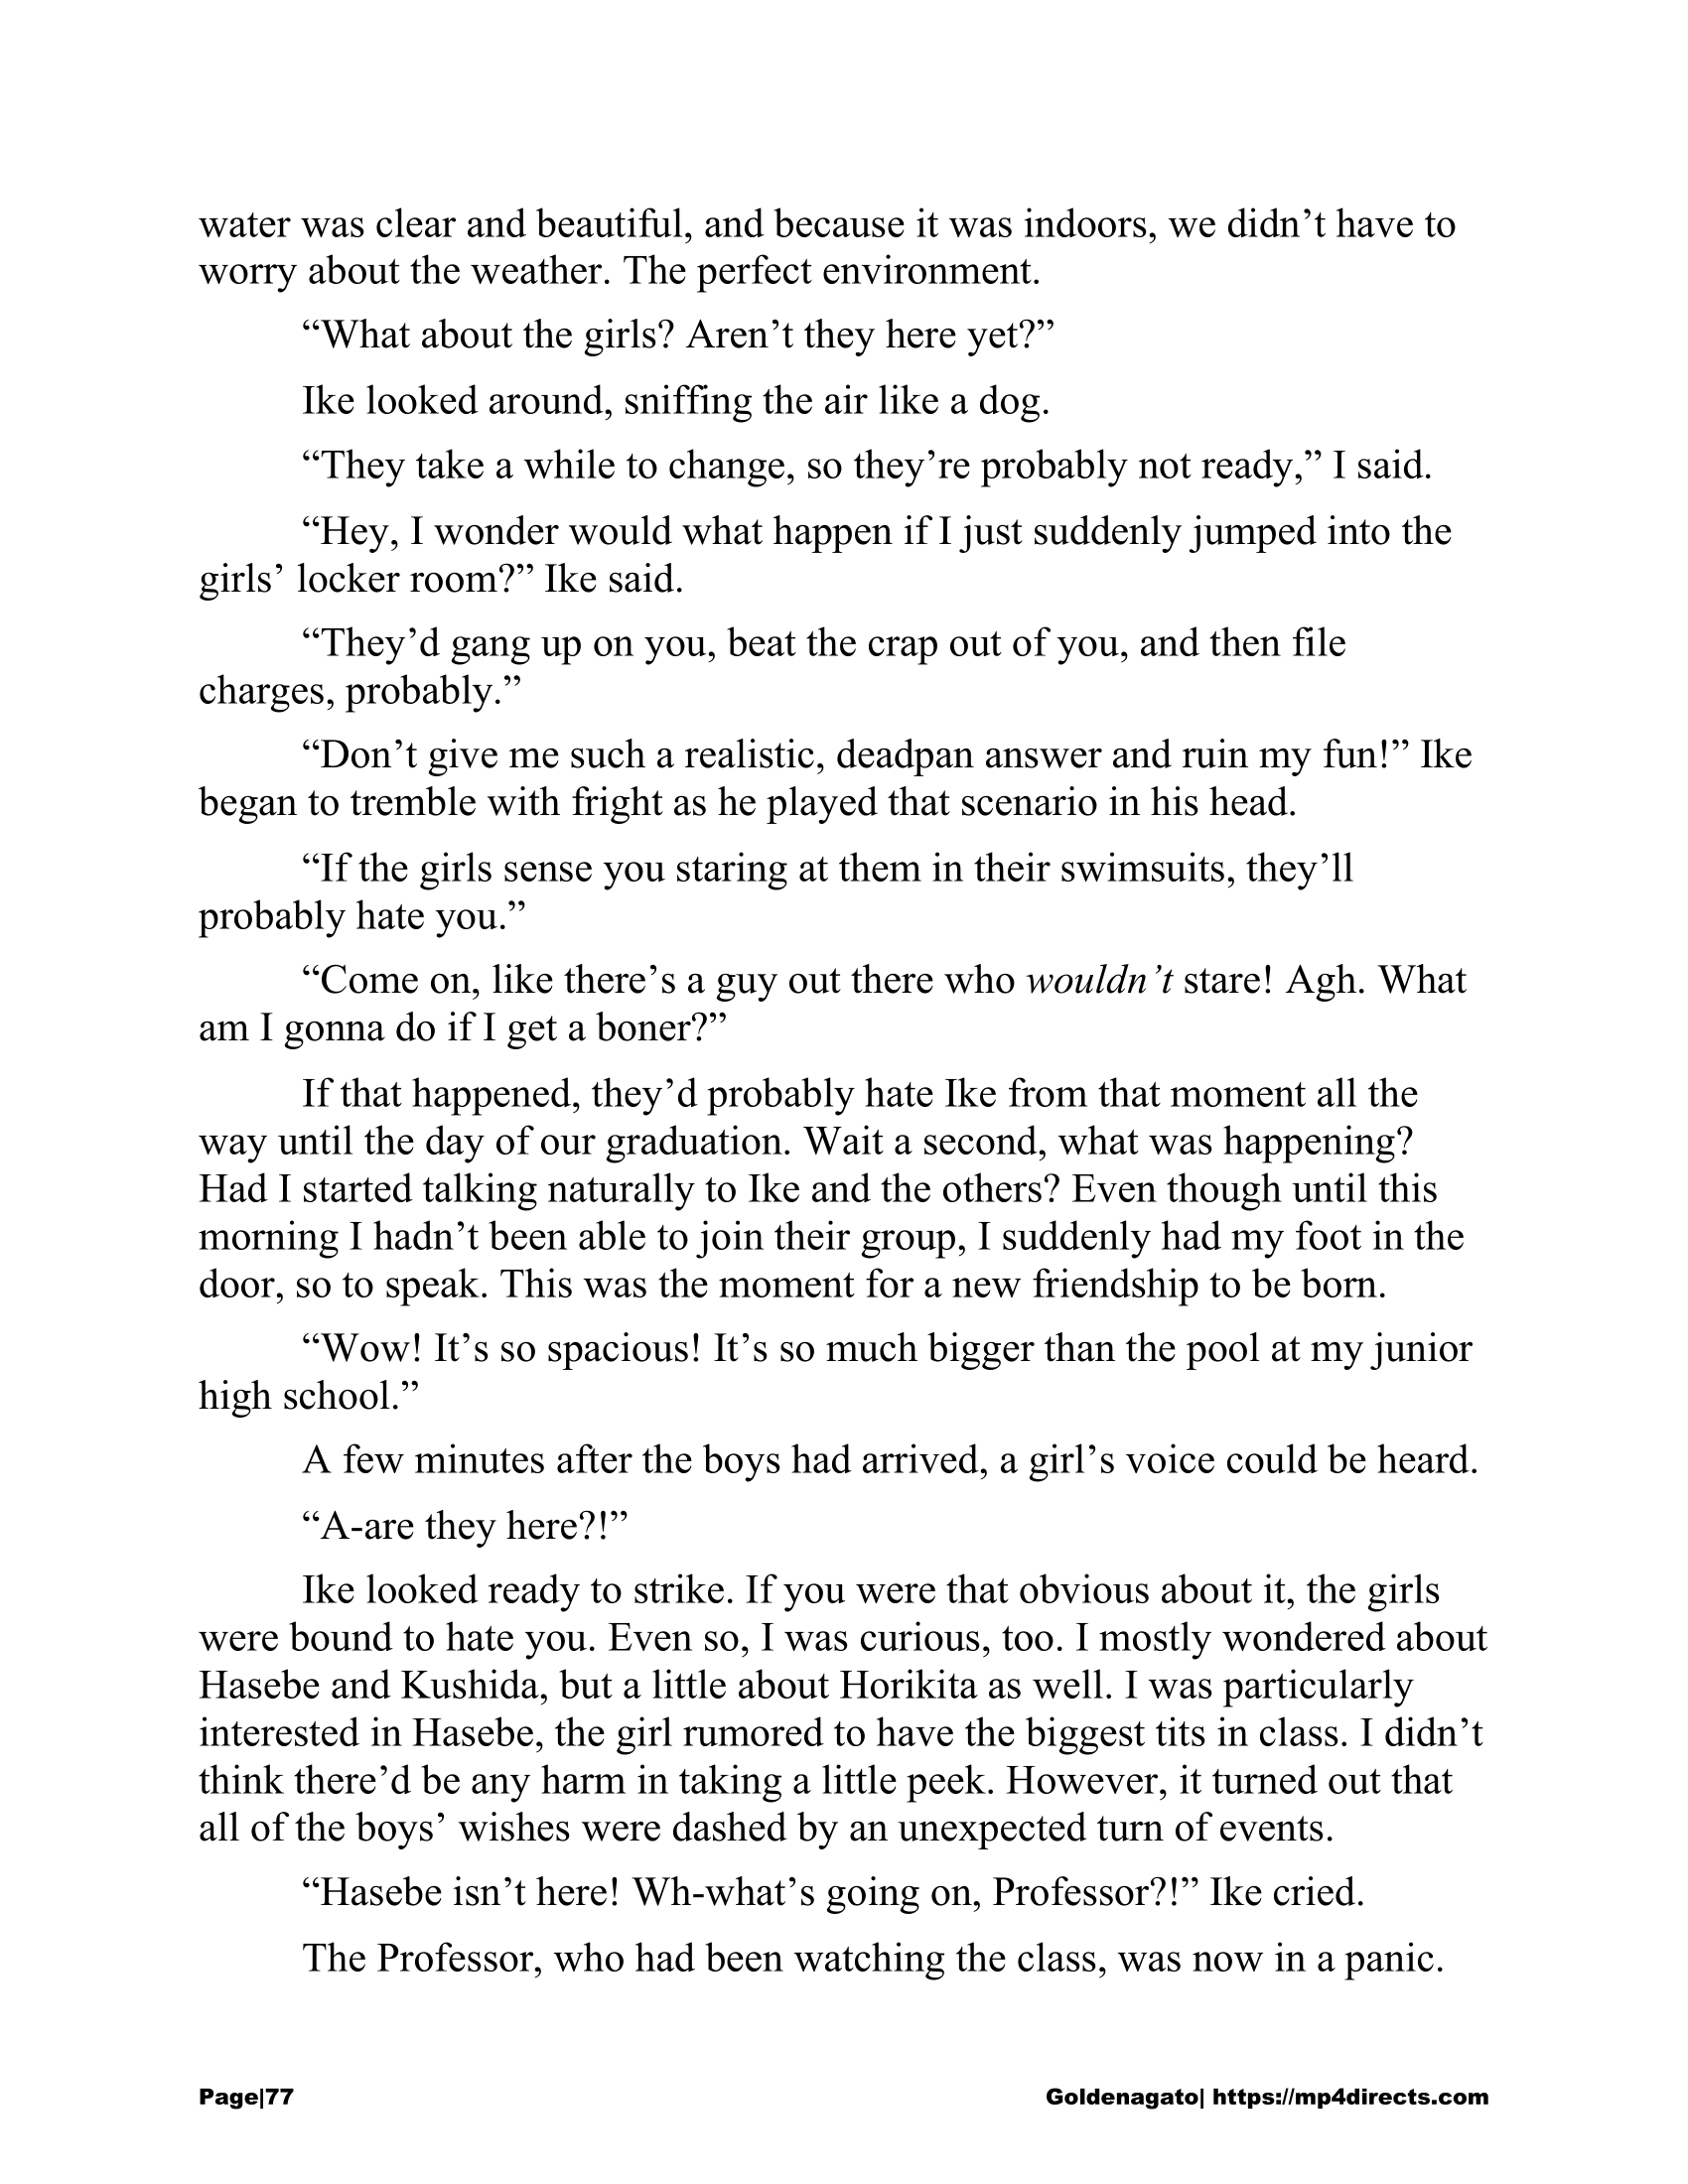 water was clear and beautiful, and because it was indoors, we didn’t have to
worry about the weather. The perfect environment.
“What about the girls? Aren’t they here yet?”
Ike looked around, sniffing the air like a dog.
“They take a while to change, so they’re probably not ready,” I said.
“Hey, I wonder would what happen if I just suddenly jumped into the
girls’ locker room?” Ike said.
“They’d gang up on you, beat the crap out of you, and then file
charges, probably.”
“Don’t give me such a realistic, deadpan answer and ruin my fun!” Ike
began to tremble with fright as he played that scenario in his head.
“If the girls sense you staring at them in their swimsuits, they’ll
probably hate you.”
“Come on, like there’s a guy out there who wouldn’t stare! Agh. What
am I gonna do if I get a boner?”
If that happened, they’d probably hate Ike from that moment all the
way until the day of our graduation. Wait a second, what was happening?
Had I started talking naturally to Ike and the others? Even though until this
morning I hadn’t been able to join their group, I suddenly had my foot in the
door, so to speak. This was the moment for a new friendship to be born.
“Wow! It’s so spacious! It’s so much bigger than the pool at my junior
high school.”
A few minutes after the boys had arrived, a girl’s voice could be heard.
“A-are they here?!”
Ike looked ready to strike. If you were that obvious about it, the girls
were bound to hate you. Even so, I was curious, too. I mostly wondered about
Hasebe and Kushida, but a little about Horikita as well. I was particularly
interested in Hasebe, the girl rumored to have the biggest tits in class. I didn’t
think there’d be any harm in taking a little peek. However, it turned out that
all of the boys’ wishes were dashed by an unexpected turn of events.
“Hasebe isn’t here! Wh-what’s going on, Professor?!” Ike cried.
The Professor, who had been watching the class, was now in a panic.
Page|77 Goldenagato| https://mp4directs.com